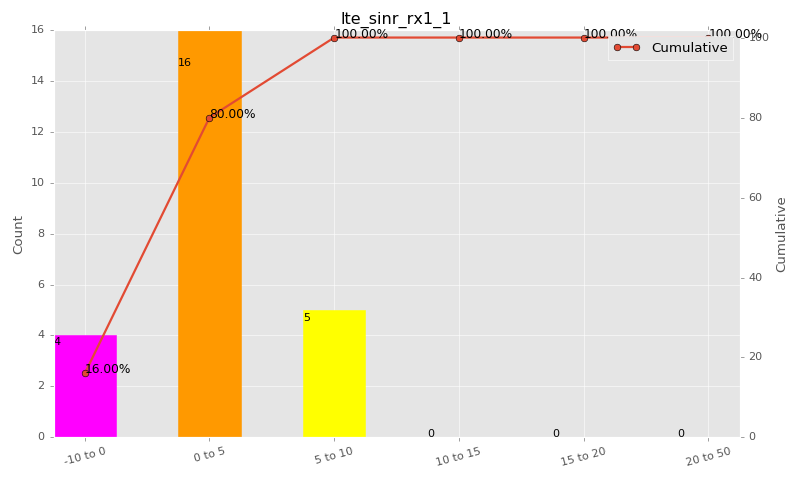 lte_sinr_rx1_1
16
14
12
10
8
6
4
2
0
Count
100
80
60
40
20
0
Cumulative
Cumulative
4
16
5
0
0
0
16.00%
80.00%
100.00%
100.00%
100.00%
100.00%
-10 to 0
0 to 5
5 to 10
10 to 15
15 to 20
20 to 50